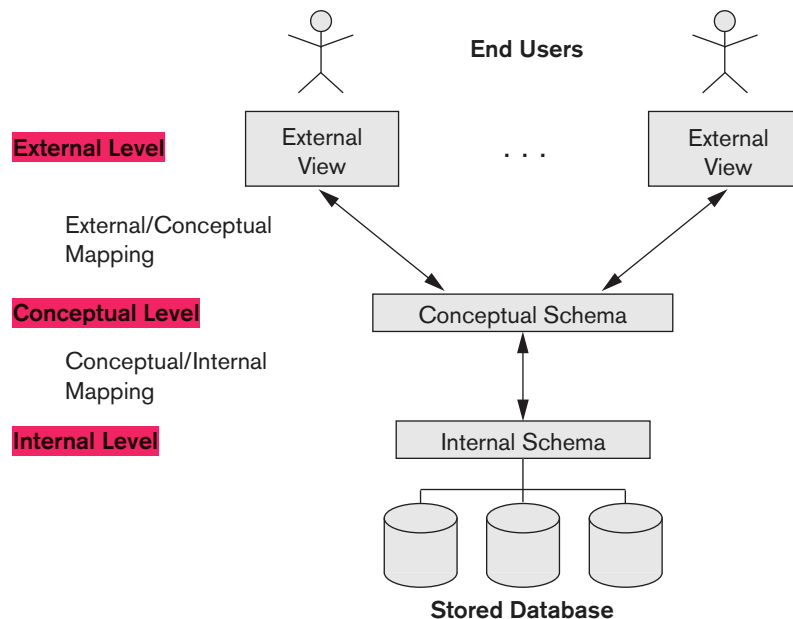 End Users
External Level
External
View
. . .
External
View
External/Conceptual
Mapping
Conceptual Level
Conceptual Schema
Conceptual/Internal
Mapping
Internal Level
Internal Schema
Stored Database